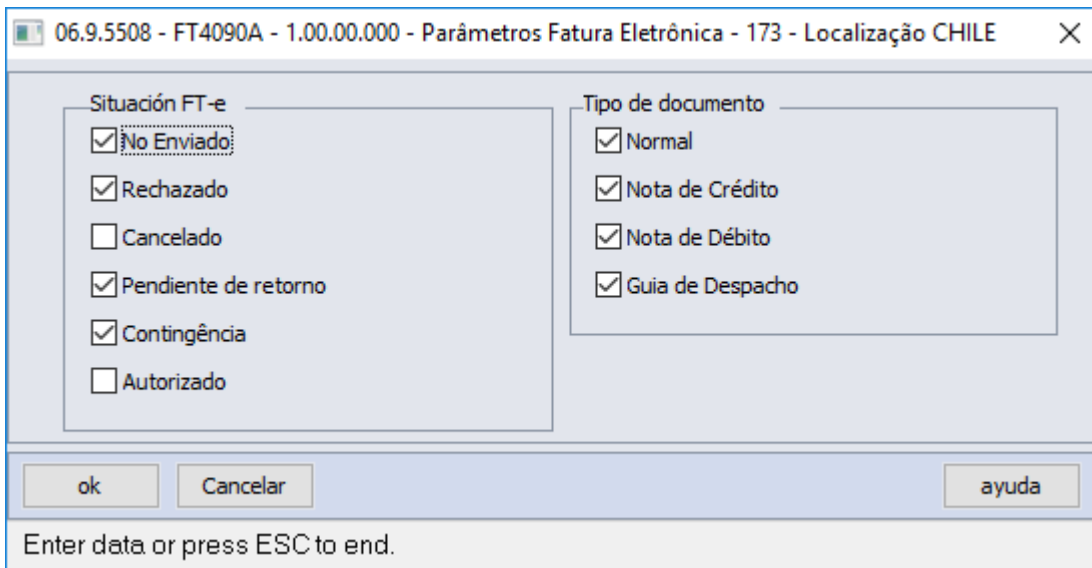 06.9.5508 - FT4090A - 1.00.00.000 - Parâmetros Fatura Eletrônica - 173 - Localização CHILE
Situación FT-e
No Enviado
Rechazado
Cancelado
Pendiente de retorno
Contingência
Autorizado
Tipo de documento
Normal
Nota de Crédito
Nota de Débito
Guia de Despacho
ok Cancelar ayuda
Enter data or press ESC to end.